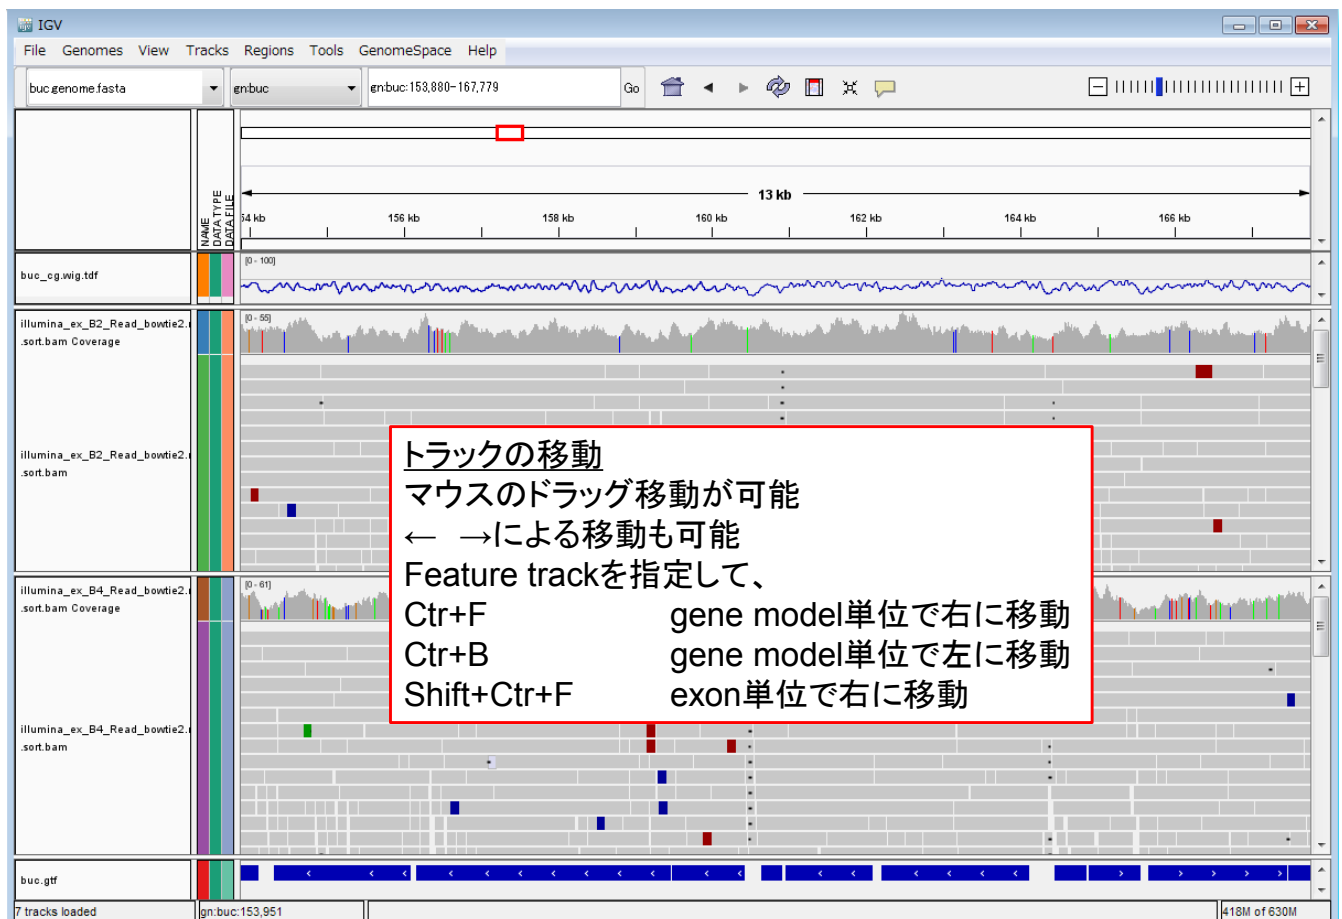 IGV
File Genomes View Tracks Regions Tools GenomeSpace Help
buc.genome.fasta gn:buc gn:buc:153,880-167,779 Go
NAME
DATA TYPE
DATA FILE
13 kb
54 kb 156 kb 158 kb 160 kb 162 kb 164 kb 166 kb
buc_cg.wig.tdf
[0 - 100]
illumina_ex_B2_Read_bowtie2.
.sort.bam Coverage
[0 - 55]
illumina_ex_B2_Read_bowtie2.
.sort.bam
トラックの移動
マウスのドラッグ移動が可能
← →による移動も可能
Feature trackを指定して、
Ctr+F gene model単位で右に移動
Ctr+B gene model単位で左に移動
Shift+Ctr+F exon単位で右に移動
illumina_ex_B4_Read_bowtie2.
.sort.bam Coverage
[0 - 61]
illumina_ex_B4_Read_bowtie2.
.sort.bam
buc.gtf
7 tracks loaded gn:buc:153,951 418M of 630M